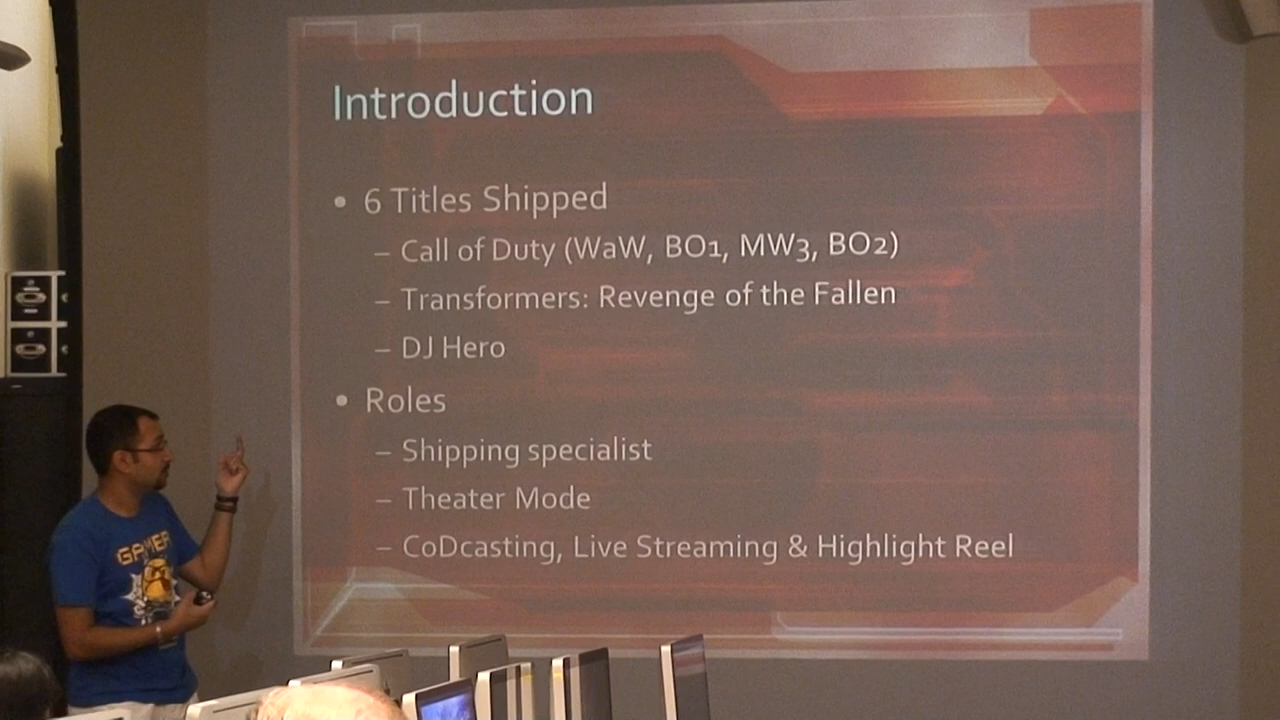 Introduction
• 6 Titles Shipped
– Call of Duty (WaW, BO1, MW3, BO2)
– Transformers: Revenge of the Fallen
– DJ Hero
• Roles
– Shipping specialist
– Theater Mode
– CoDcasting, Live Streaming & Highlight Reel
GAMER